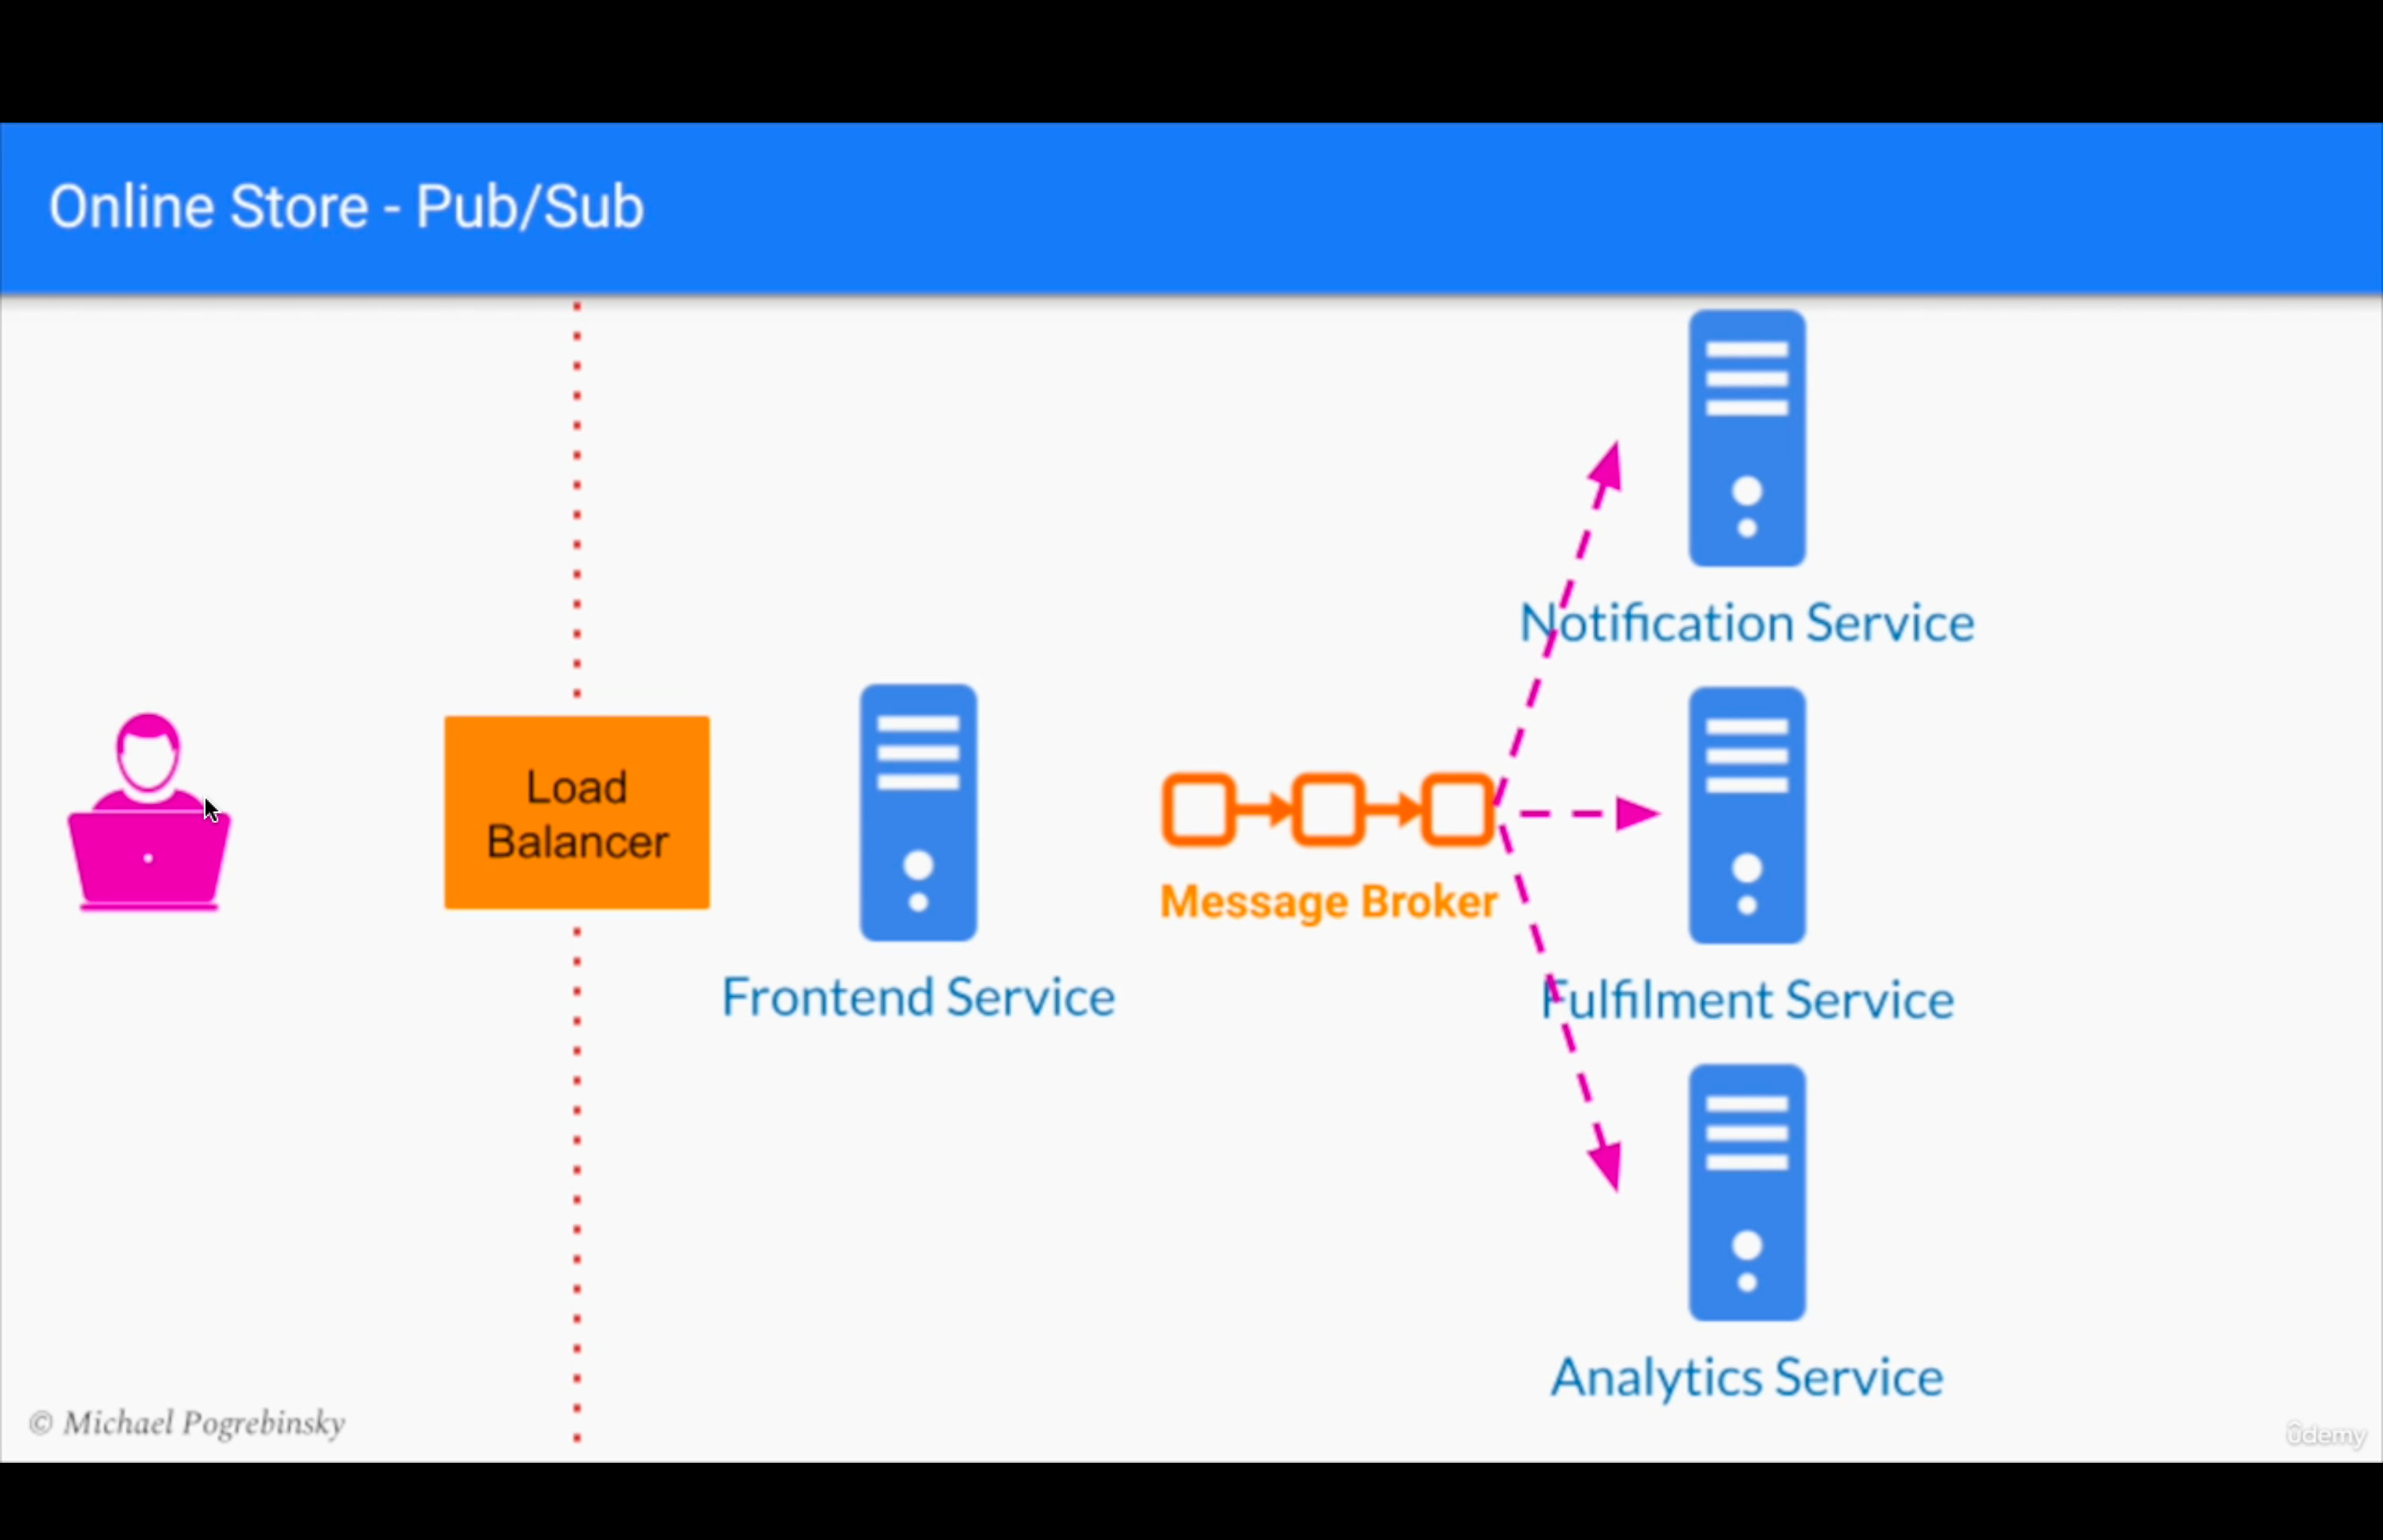 Online Store - Pub/Sub
Notification Service
Load
Balancer
Message Broker
Frontend Service
Fulfilment Service
Analytics Service
© Michael Pogrebinsky
ûdemy